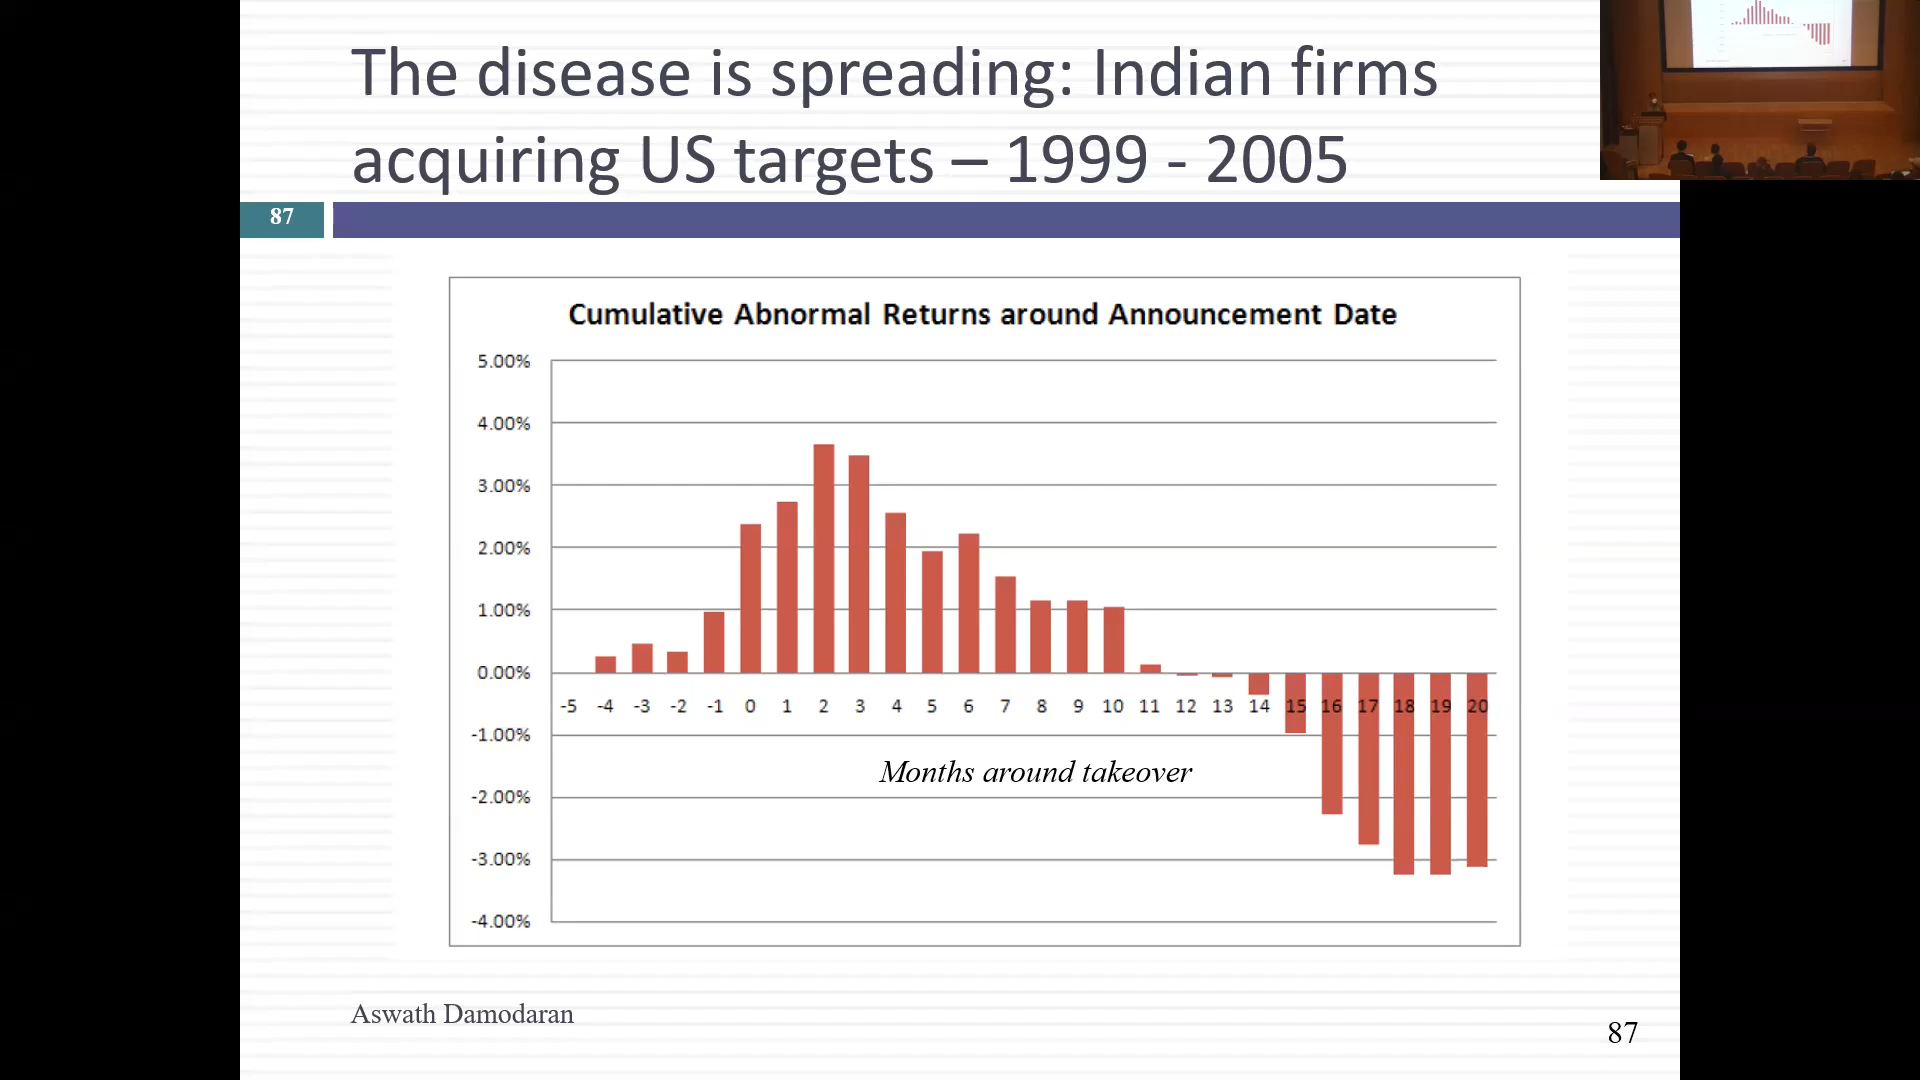 The disease is spreading: Indian firms
acquiring US targets – 1999 - 2005
87
Cumulative Abnormal Returns around Announcement Date
5.00%
4.00%
3.00%
2.00%
1.00%
0.00%
-5 -4 -3 -2 -1 0 1 2 3 4 5 6 7 8 9 10 11 12 13 14 15 16 17 18 19 20
-1.00%
Months around takeover
-2.00%
-3.00%
-4.00%
Aswath Damodaran
87